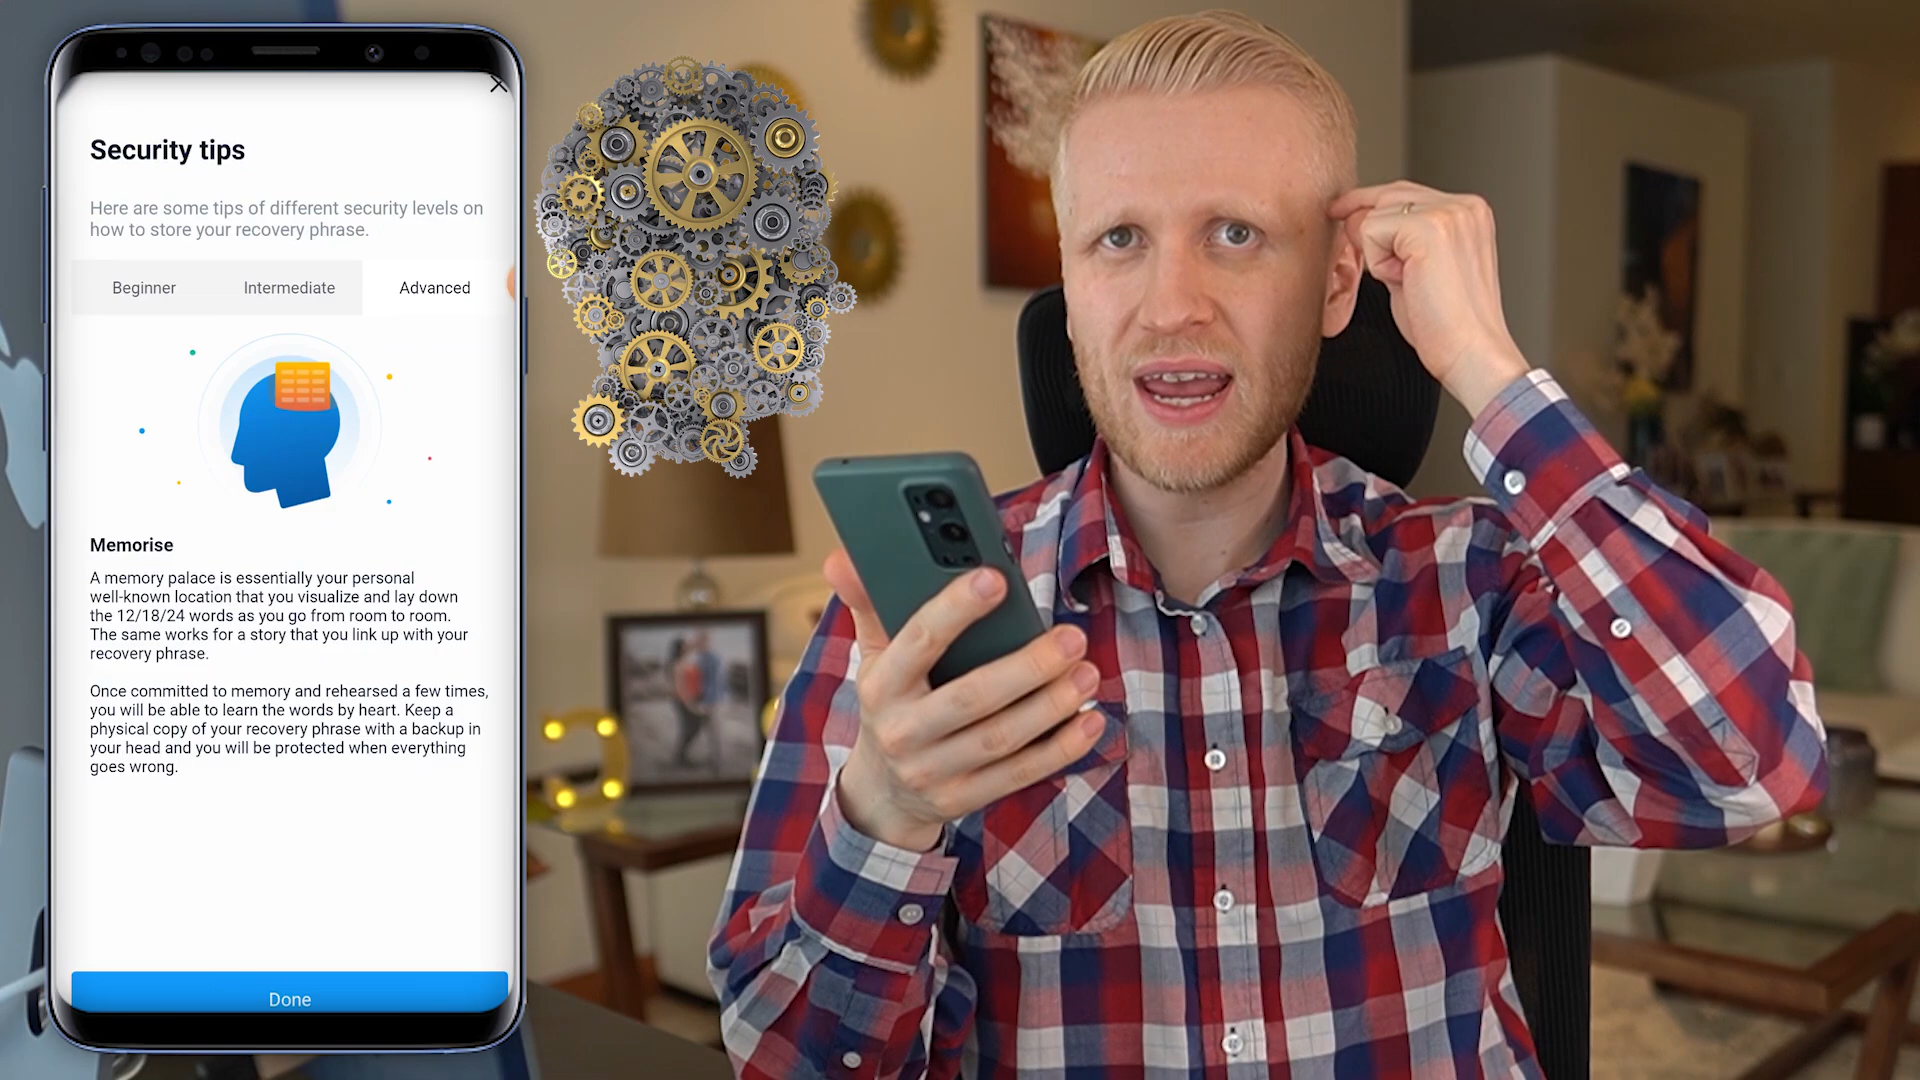 Security tips
Here are some tips of different security levels on
how to store your recovery phrase.
Beginner Intermediate Advanced
Memorise
A memory palace is essentially your personal
well-known location that you visualize and lay down
the 12/18/24 words as you go from room to room.
The same works for a story that you link up with your
recovery phrase.
Once committed to memory and rehearsed a few times,
you will be able to learn the words by heart. Keep a
physical copy of your recovery phrase with a backup in
your head and you will be protected when everything
goes wrong.
Done